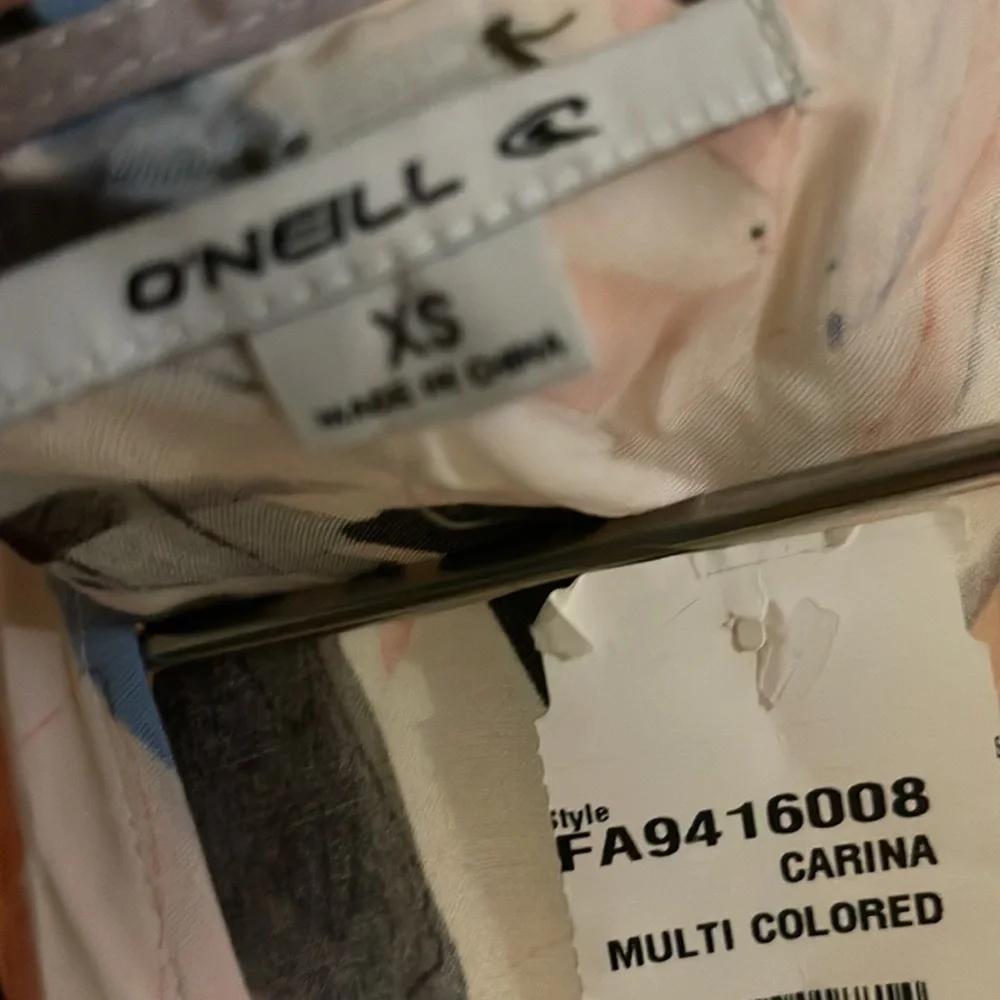 O'NEILL
XS
MADE IN CHINA
Style
FA9416008
CARINA
MULTI COLORED